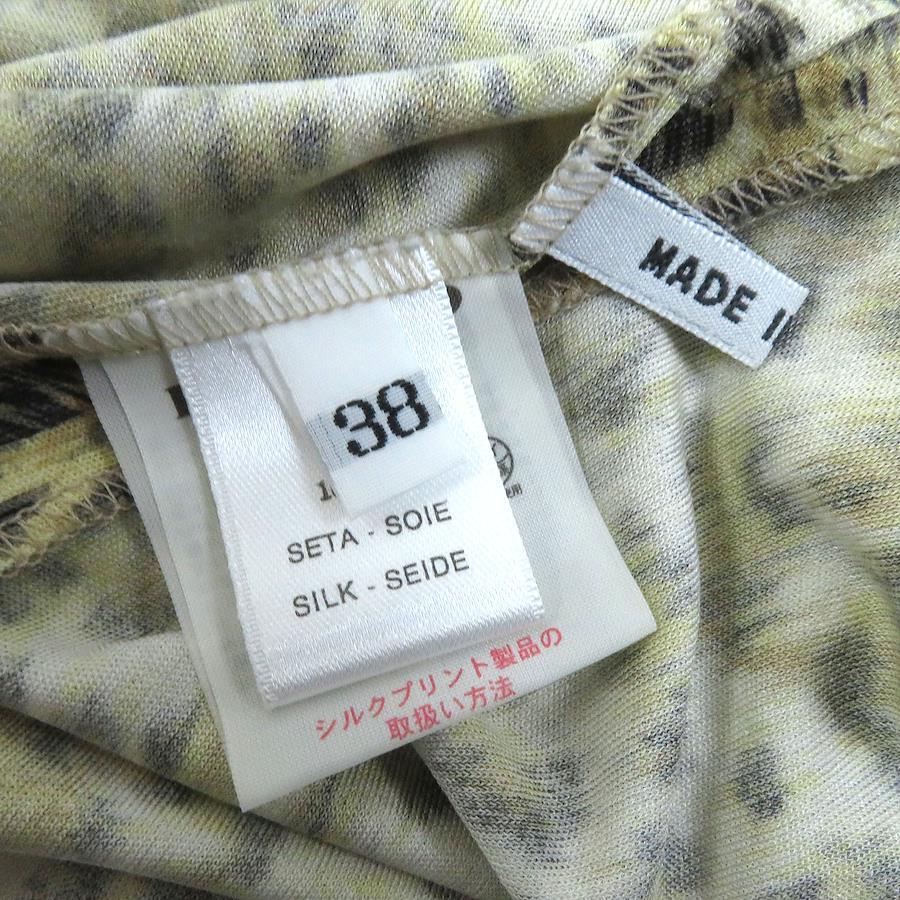 MADE I
38
SETA - SOIE
SILK - SEIDE
シルクプリント製品の
取扱い方法